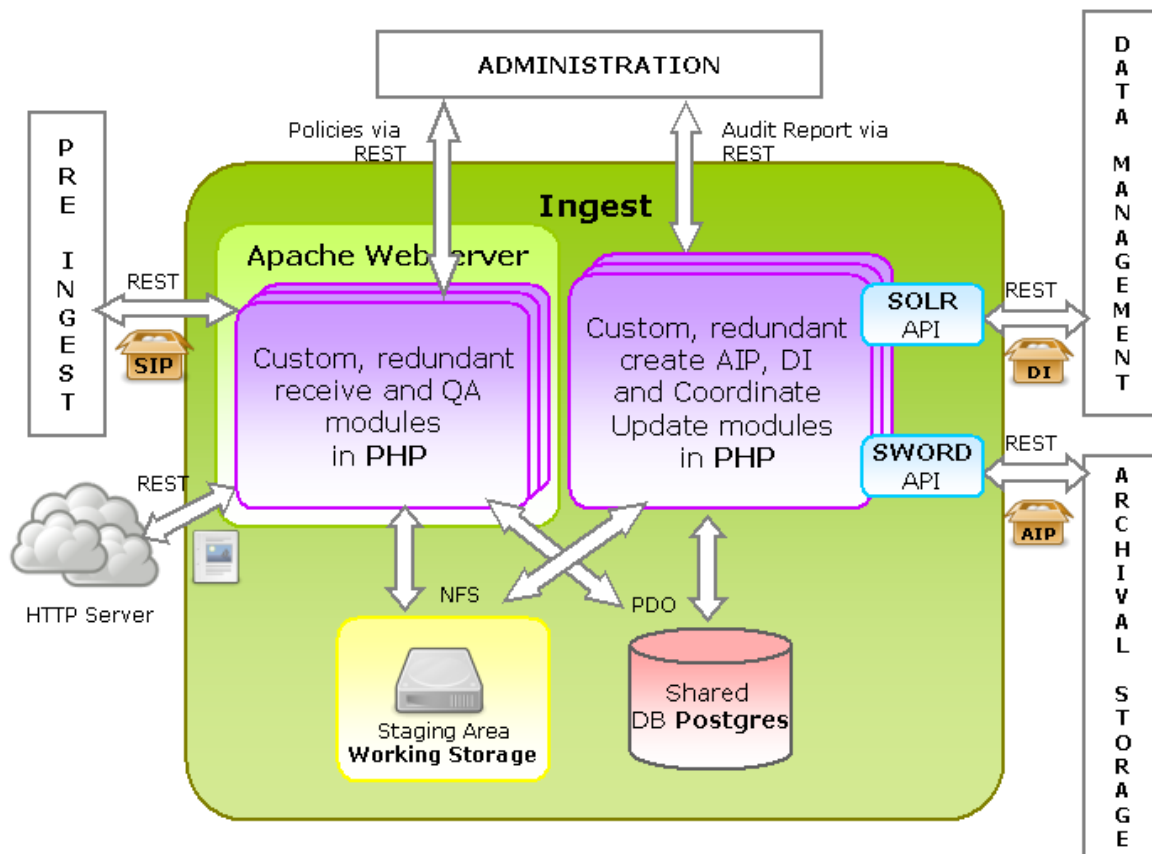 ADMINISTRATION
DATA MANAGEMENT
PRE INGEST
Policies via
REST
Audit Report via
REST
Ingest
Apache Webserver
REST
SIP
Custom, redundant
receive and QA
modules
in PHP
Custom, redundant
create AIP, DI
and Coordinate
Update modules
in PHP
SOLR
API
REST
DI
SWORD
API
REST
AIP
ARCHIVAL STORAGE
REST
HTTP Server
NFS
PDO
Staging Area
Working Storage
Shared
DB Postgres